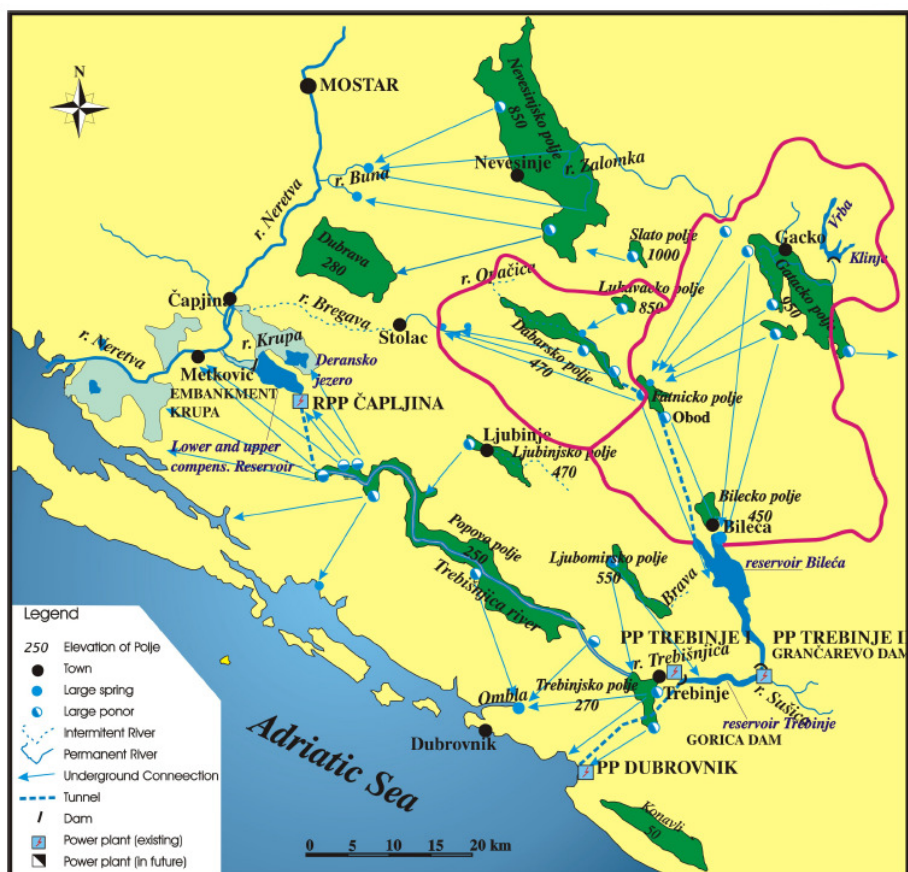 N
MOSTAR
Nevesinjsko polje
850
Nevesinje
r. Zalomka
r. Buna
r. Neretva
Dubrava
280
Slato polje
1000
Gacko
Vrba
Klinje
Gatacko polje
950
r. Ovačice
Lukavacko polje
850
Čapjina
r. Bregava
Stolac
Dabarsko polje
470
r. Neretva
r. Krupa
Deransko
jezero
Metković
EMBANKMENT
KRUPA
RPP ČAPLJINA
Fatnicko polje
Obod
Lower and upper
compens. Reservoir
Ljubinje
Ljubinjsko polje
470
Bilecko polje
450
Bileća
Popovo polje
250
Ljubomirsko polje
550
reservoir Bileća
Brava
Trebišnjica river
PP TREBINJE I
PP TREBINJE II
GRANČAREVO DAM
r. Trebišnjica
Trebinjsko polje
270
Trebinje
r. Sušica
reservoir Trebinje
GORICA DAM
Ombla
Dubrovnik
PP DUBROVNIK
Adriatic Sea
Konavli
50
0 5 10 15 20 km
Legend
250 Elevation of Polje
Town
Large spring
Large ponor
Intermitent River
Permanent River
Underground Conneection
Tunnel
Dam
Power plant (existing)
Power plant (in future)